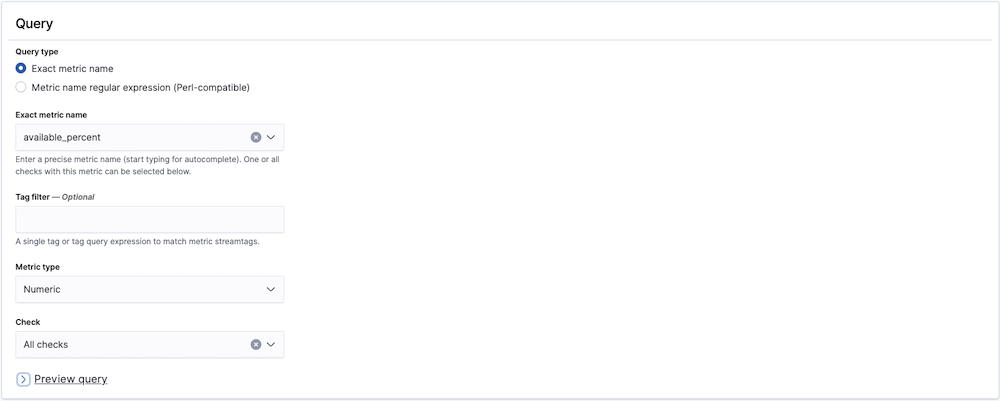 Query
Query type
Exact metric name
Metric name regular expression (Perl-compatible)
Exact metric name
available_percent
Enter a precise metric name (start typing for autocomplete). One or all
checks with this metric can be selected below.
Tag filter — Optional
A single tag or tag query expression to match metric streamtags.
Metric type
Numeric
Check
All checks
Preview query